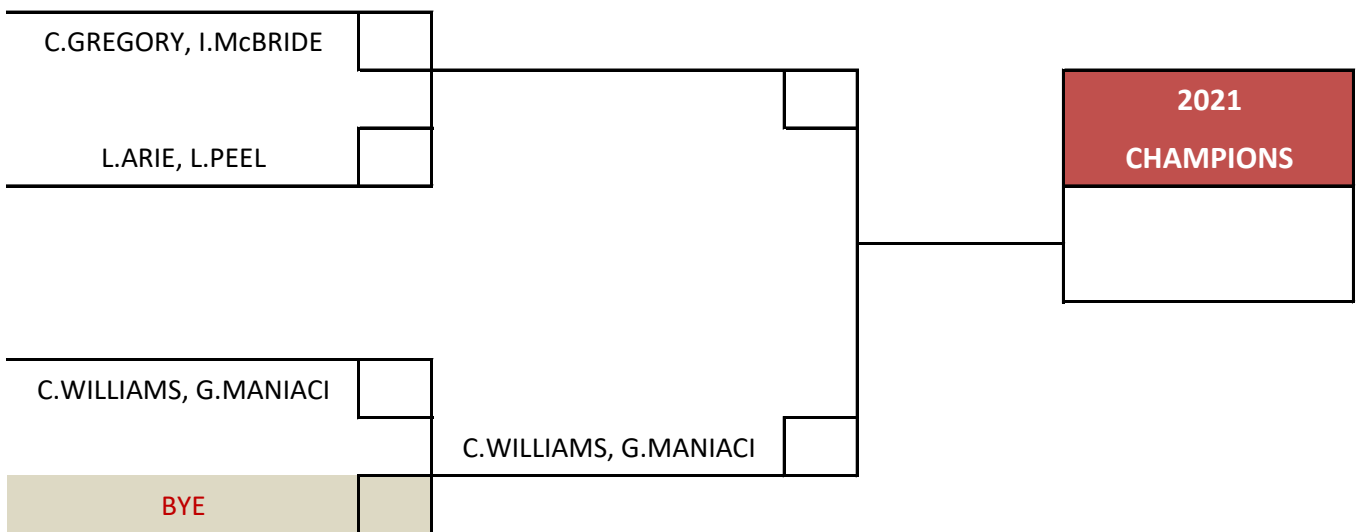 C.GREGORY, I.McBRIDE
L.ARIE, L.PEEL
2021
CHAMPIONS
C.WILLIAMS, G.MANIACI
C.WILLIAMS, G.MANIACI
BYE